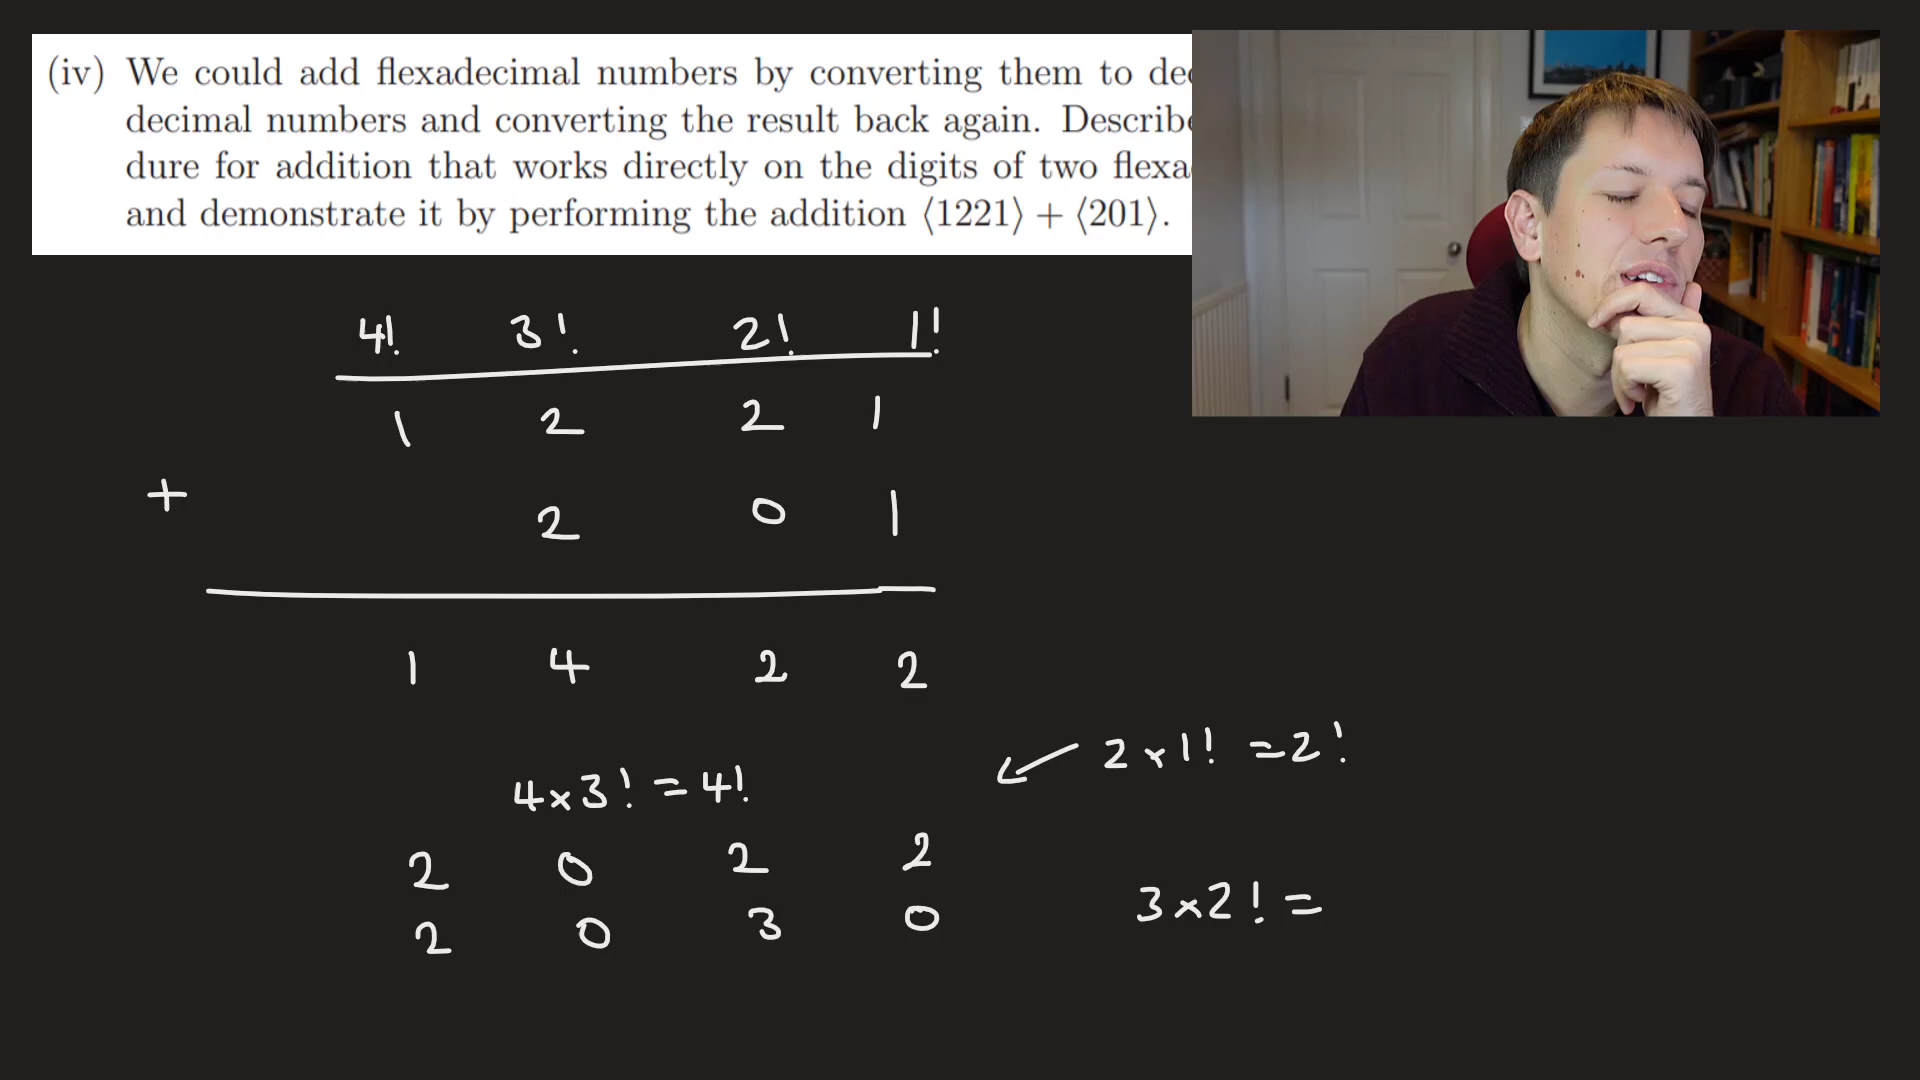 (iv) We could add flexadecimal numbers by converting them to
decimal numbers and converting the result back again.
dure for addition that works directly on the digits of two
and demonstrate it by performing the addition ⟨1221⟩ + ⟨201⟩.
4! 3! 2! 1!
1 2 2 1
+ 2 0 1
1 4 2 2
2 × 1! = 2!
4 × 3! = 4!
2 0 2 2
3 × 2! =
2 0 3 0